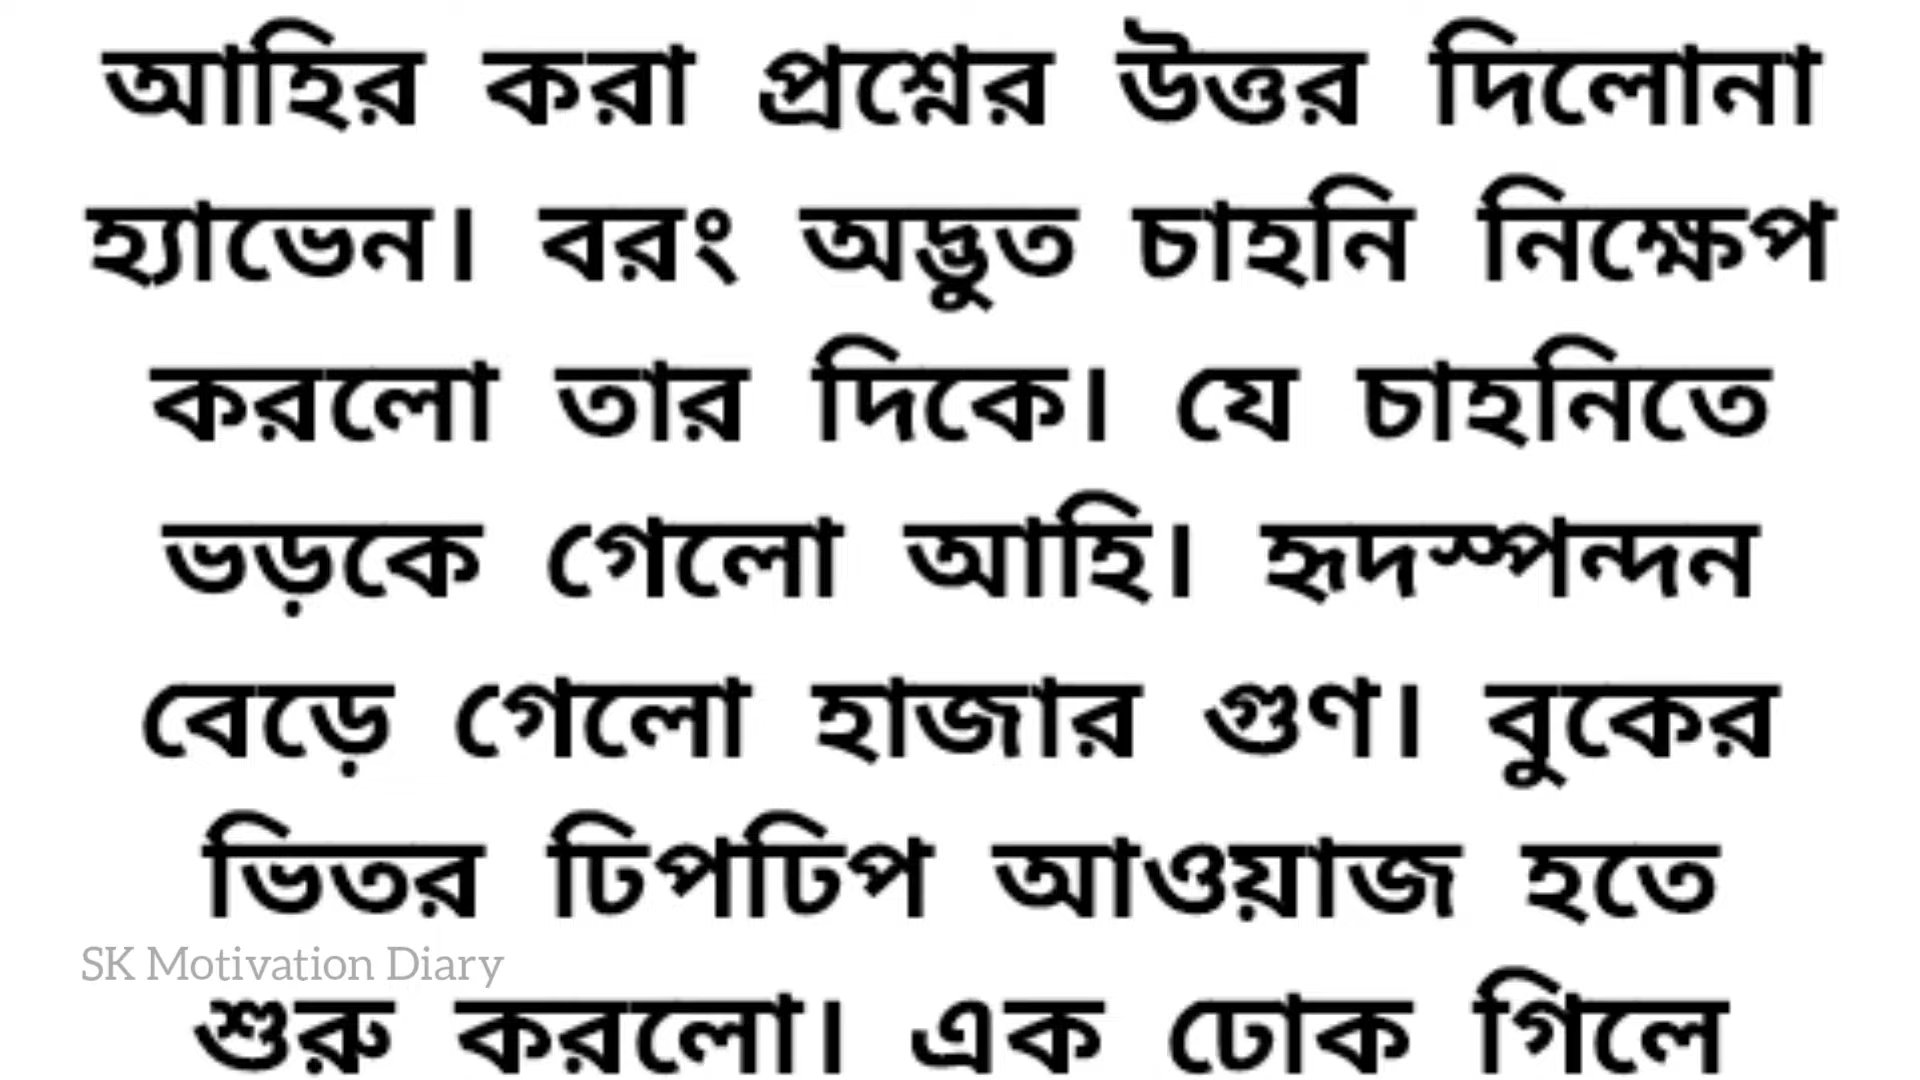 আহির করা প্রশ্নের উত্তর দিলোনা
হ্যাভেন। বরং অদ্ভুত চাহনি নিক্ষেপ
করলো তার দিকে। যে চাহনিতে
ভড়কে গেলো আহি। হৃদস্পন্দন
বেড়ে গেলো হাজার গুণ। বুকের
ভিতর ঢিপঢিপ আওয়াজ হতে
SK Motivation Diary
শুরু করলো। এক ঢোক গিলে